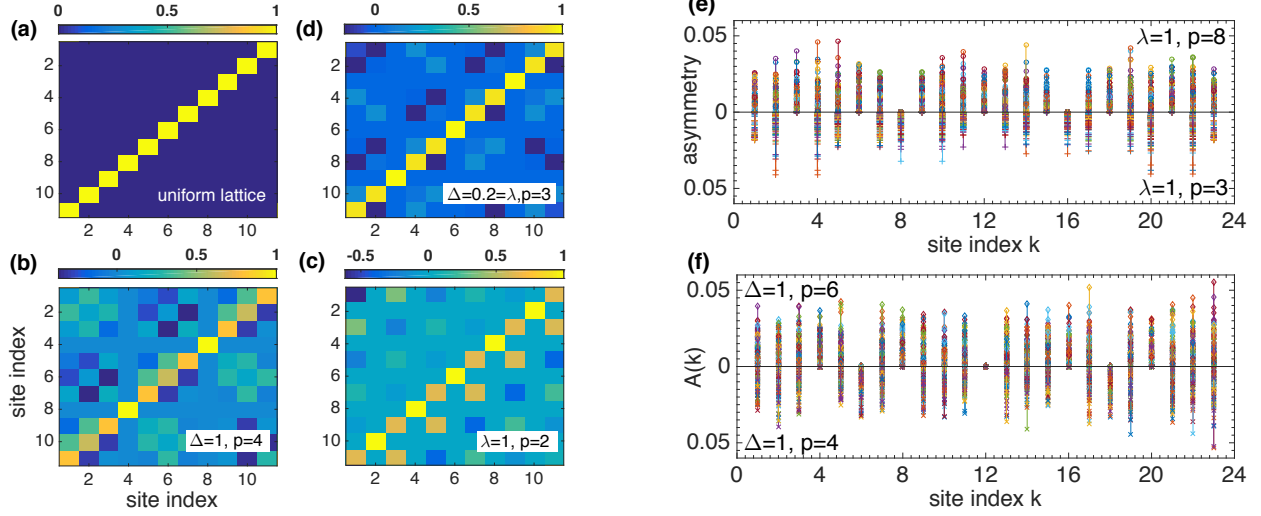 0 0.5 1
(a)
2
4
6
8
10
uniform lattice
2 4 6 8 10
0 0.5 1
(d)
2
4
6
8
10
Δ=0.2=λ,p=3
2 4 6 8 10
0 0.5 1
(b)
2
4
6
8
10
Δ=1, p=4
2 4 6 8 10
site index
site index
-0.5 0 0.5 1
(c)
2
4
6
8
10
λ=1, p=2
2 4 6 8 10
(e)
0.05
0
0.05
asymmetry
λ=1, p=8
λ=1, p=3
0 4 8 12 16 20 24
site index k
(f)
0.05
0
0.05
A(k)
Δ=1, p=6
Δ=1, p=4
0 4 8 12 16 20 24
site index k